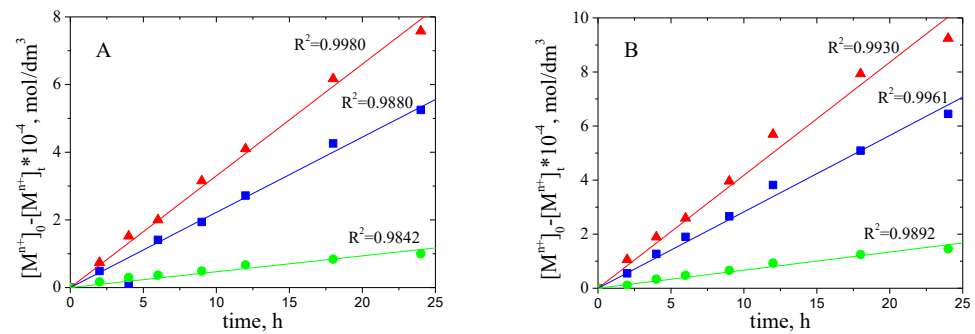 A
R²=0.9980
R²=0.9880
R²=0.9842
[Mⁿ⁺]₀-[Mⁿ⁺]ₜ*10⁻⁴, mol/dm³
8
6
4
2
0
0 5 10 15 20 25
time, h
B
R²=0.9930
R²=0.9961
R²=0.9892
[Mⁿ⁺]₀-[Mⁿ⁺]ₜ*10⁻⁴, mol/dm³
10
8
6
4
2
0
0 5 10 15 20 25
time, h